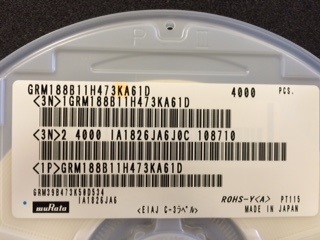 GRM188B11H473KA61D 4000 PCS.
(3N)1GRM188B11H473KA61D
(3N)2 4000 IA1826JA6J0C 108710
(1P)GRM188B11H473KA61D
GRM39B473K50D534
IA1826JA6 ROHS-Y(A) PT115
muRata (EIAJ C-3ラベル) MADE IN JAPAN